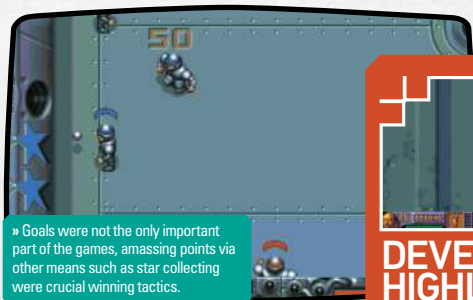 50
» Goals were not the only important
part of the games, amassing points via
other means such as star collecting
were crucial winning tactics.
DEVE
HIGHL